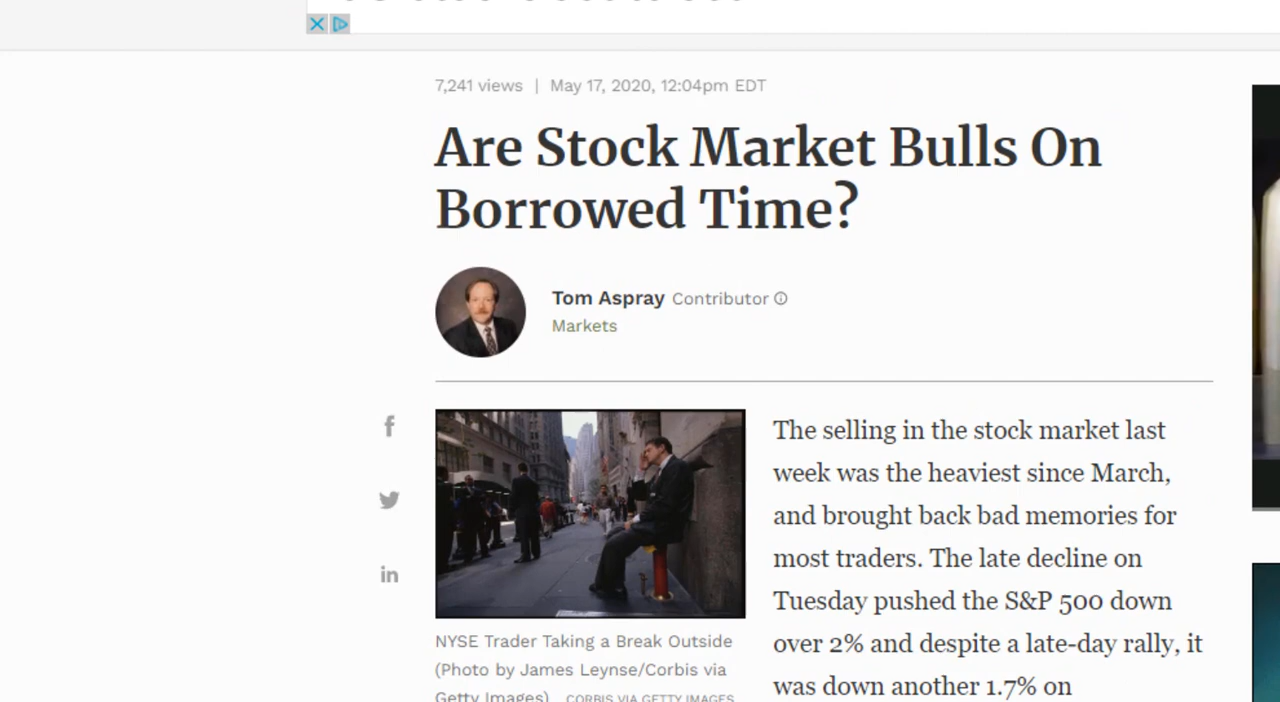 7,241 views | May 17, 2020, 12:04pm EDT
Are Stock Market Bulls On
Borrowed Time?
Tom Aspray Contributor
Markets
The selling in the stock market last
week was the heaviest since March,
and brought back bad memories for
most traders. The late decline on
Tuesday pushed the S&P 500 down
over 2% and despite a late-day rally, it
was down another 1.7% on
NYSE Trader Taking a Break Outside
(Photo by James Leynse/Corbis via
Getty Images) CORBIS VIA GETTY IMAGES